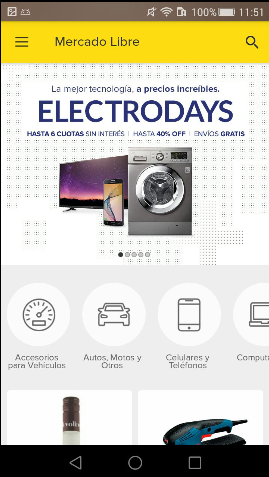 100% 11:51
Mercado Libre
La mejor tecnología, a precios increíbles.
ELECTRODAYS
HASTA 6 CUOTAS SIN INTERÉS | HASTA 40% OFF | ENVÍOS GRATIS
Accesorios para Vehículos
Autos, Motos y Otros
Celulares y Teléfonos
Computa